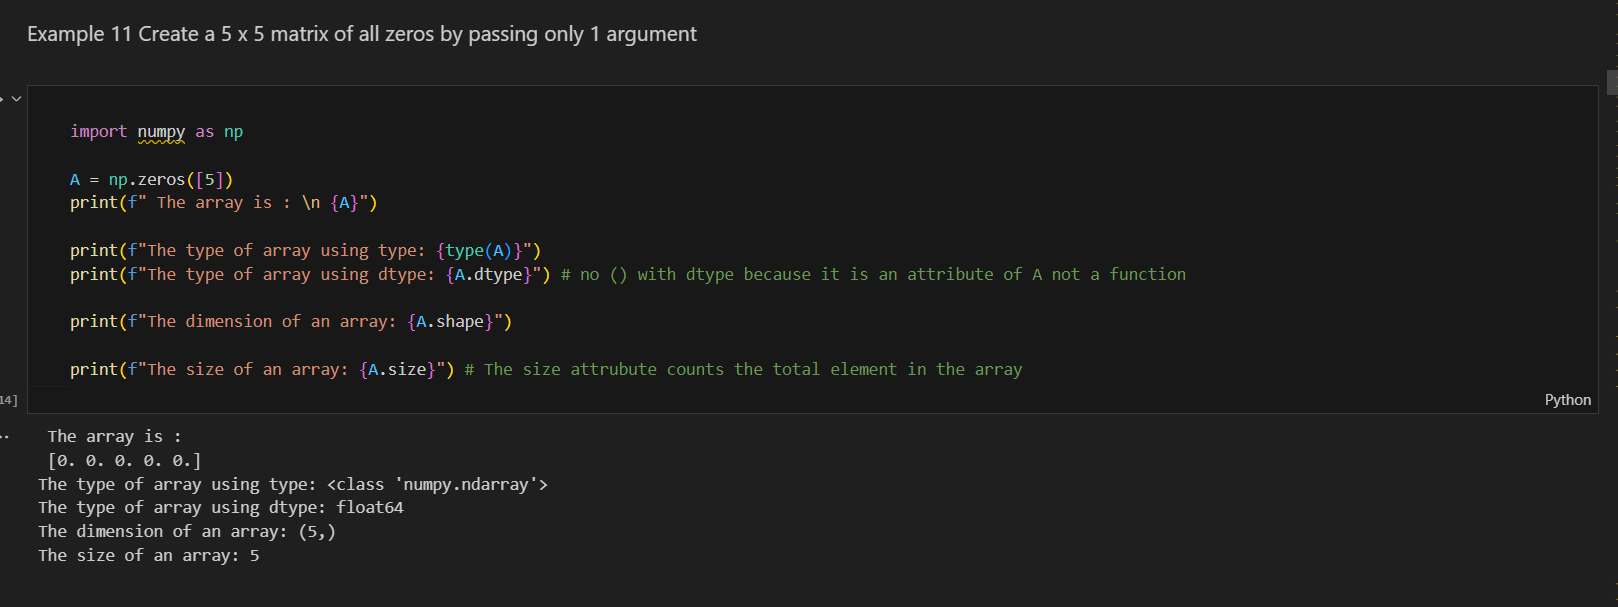 Example 11 Create a 5 x 5 matrix of all zeros by passing only 1 argument
import numpy as np
A = np.zeros([5])
print(f" The array is : \n {A}")
print(f"The type of array using type: {type(A)}")
print(f"The type of array using dtype: {A.dtype}") # no () with dtype because it is an attribute of A not a function
print(f"The dimension of an array: {A.shape}")
print(f"The size of an array: {A.size}") # The size attrubute counts the total element in the array
14]
Python
The array is :
[0. 0. 0. 0. 0.]
The type of array using type: <class 'numpy.ndarray'>
The type of array using dtype: float64
The dimension of an array: (5,)
The size of an array: 5